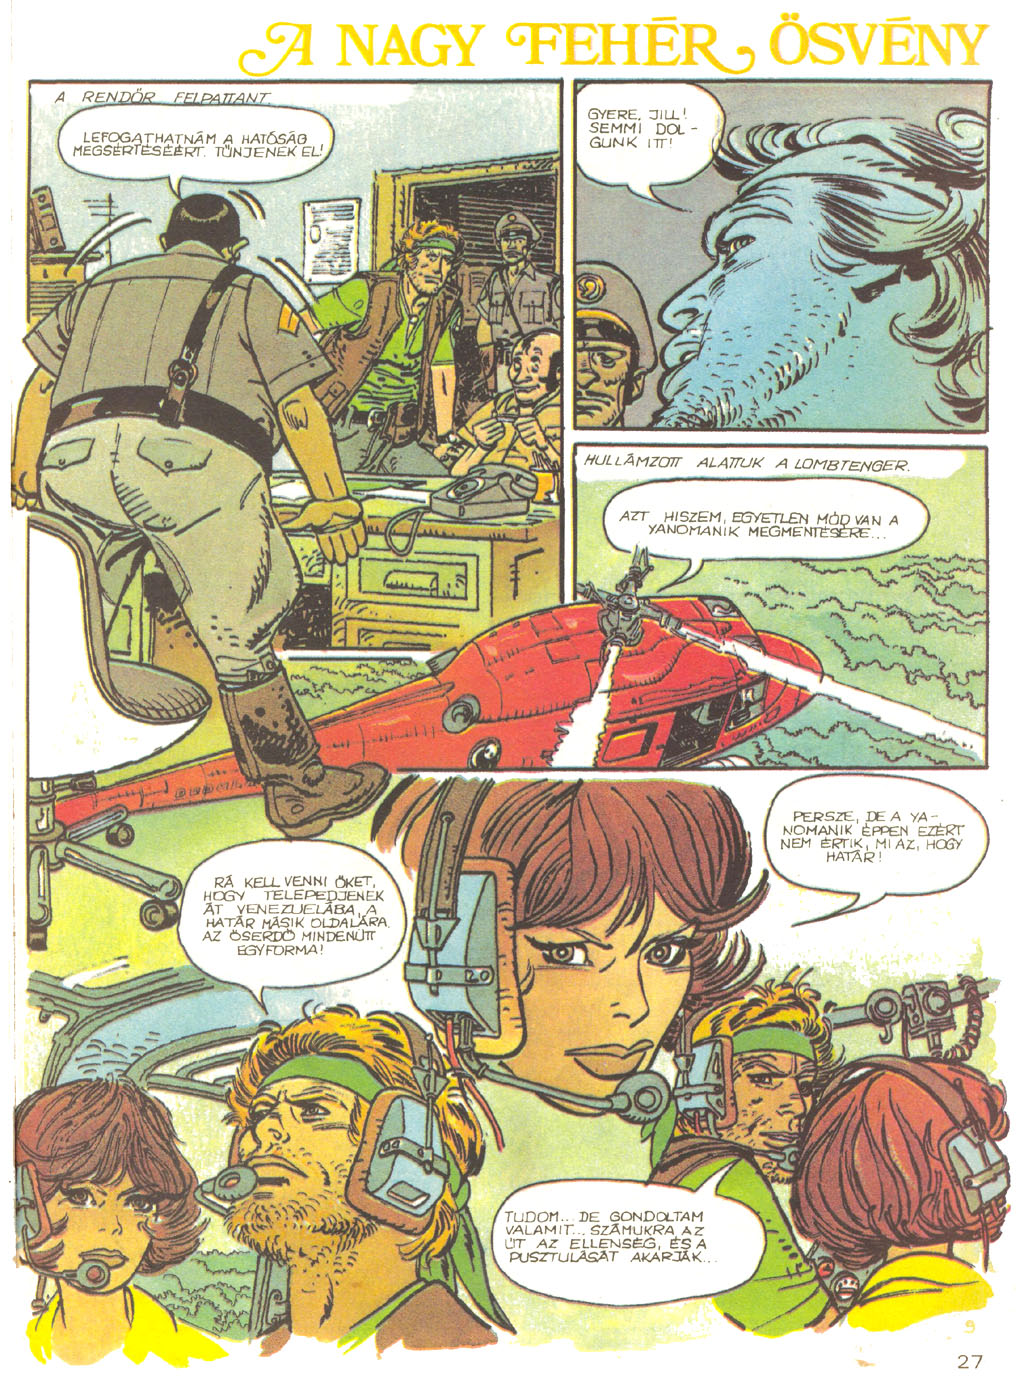 A NAGY FEHÉR ÖSVÉNY
A RENDŐR FELPATTANT.
LEFOGATHATNÁM A HATÓSÁG
MEGSÉRTÉSÉÉRT. TŰNJENEK EL!
GYERE, JILL!
SEMMI DOL-
GUNK ITT!
HULLÁMZOTT ALATTUK A LOMBTENGER.
AZT HISZEM, EGYETLEN MÓD VAN A
YANOMANIK MEGMENTÉSÉRE...
RÁ KELL VENNI ŐKET,
HOGY TELEPEDJENEK
ÁT VENEZUELÁBA, A
HATÁR MÁSIK OLDALÁRA.
AZ ŐSERDŐ MINDENÜTT
EGYFORMA!
PERSZE, DE A YA-
NOMANIK ÉPPEN EZÉRT
NEM ÉRTIK, MI AZ, HOGY
HATÁR!
TUDOM... DE GONDOLTAM
VALAMIT... SZÁMUKRA AZ
ÚT AZ ELLENSÉG, ÉS A
PUSZTULÁSÁT AKARJÁK...
9
27